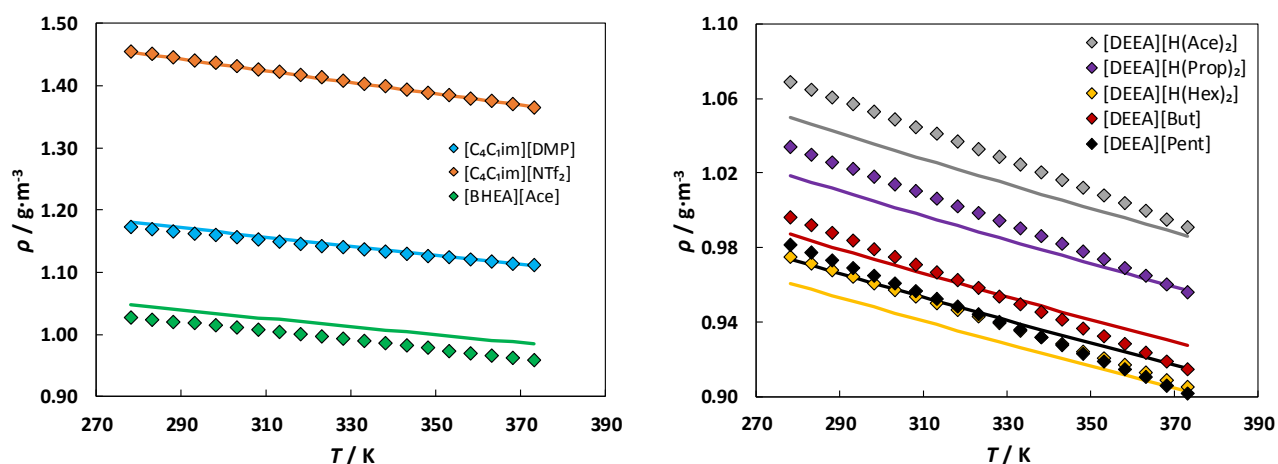 1.50
1.40
1.30
1.20
1.10
1.00
0.90
ρ / g·m⁻³
270
290
310
330
350
370
390
T / K
[C₄C₁im][DMP]
[C₄C₁im][NTf₂]
[BHEA][Ace]
1.10
1.06
1.02
0.98
0.94
0.90
ρ / g·m⁻³
270
290
310
330
350
370
390
T / K
[DEEA][H(Ace)₂]
[DEEA][H(Prop)₂]
[DEEA][H(Hex)₂]
[DEEA][But]
[DEEA][Pent]